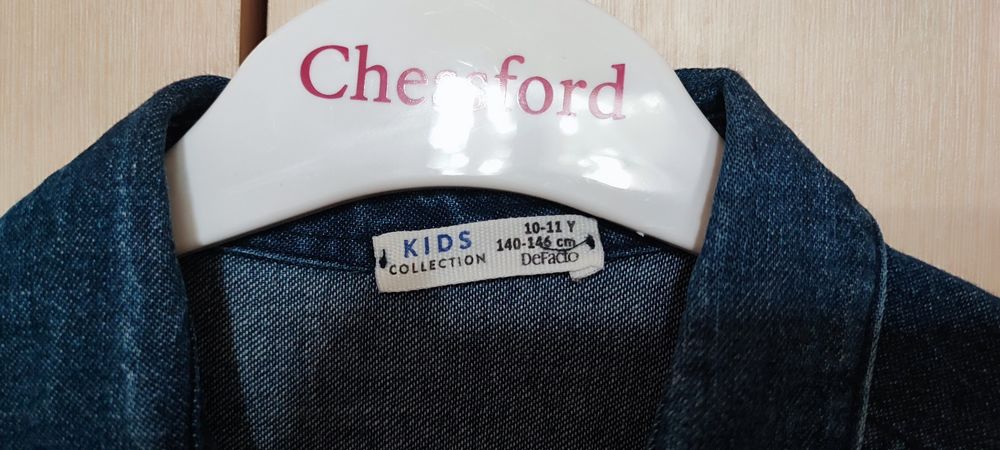 Chessford
KIDS
COLLECTION
10-11 Y
140-146 cm
DeFacto